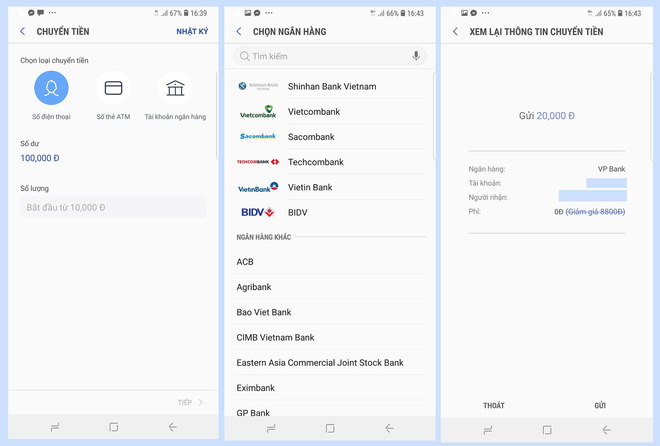 67% 16:39
CHUYỂN TIỀN
NHẬT KÝ
Chọn loại chuyển tiền
Số điện thoại
Số thẻ ATM
Tài khoản ngân hàng
Số dư
100,000 Đ
Số lượng
Bắt đầu từ 10,000 Đ
TIẾP
66% 16:43
CHỌN NGÂN HÀNG
Tìm kiếm
SHINHAN BANK Shinhan Bank Vietnam
Vietcombank Vietcombank
Sacombank Sacombank
TECHCOMBANK Techcombank
VietinBank Vietin Bank
BIDV BIDV
NGÂN HÀNG KHÁC
ACB
Agribank
Bao Viet Bank
CIMB Vietnam Bank
Eastern Asia Commercial Joint Stock Bank
Eximbank
GP Bank
65% 16:43
XEM LẠI THÔNG TIN CHUYỂN TIỀN
Gửi 20,000 Đ
Ngân hàng: VP Bank
Tài khoản:
Người nhận:
Phí: 0Đ (Giảm giá 8800Đ)
THOÁT
GỬI